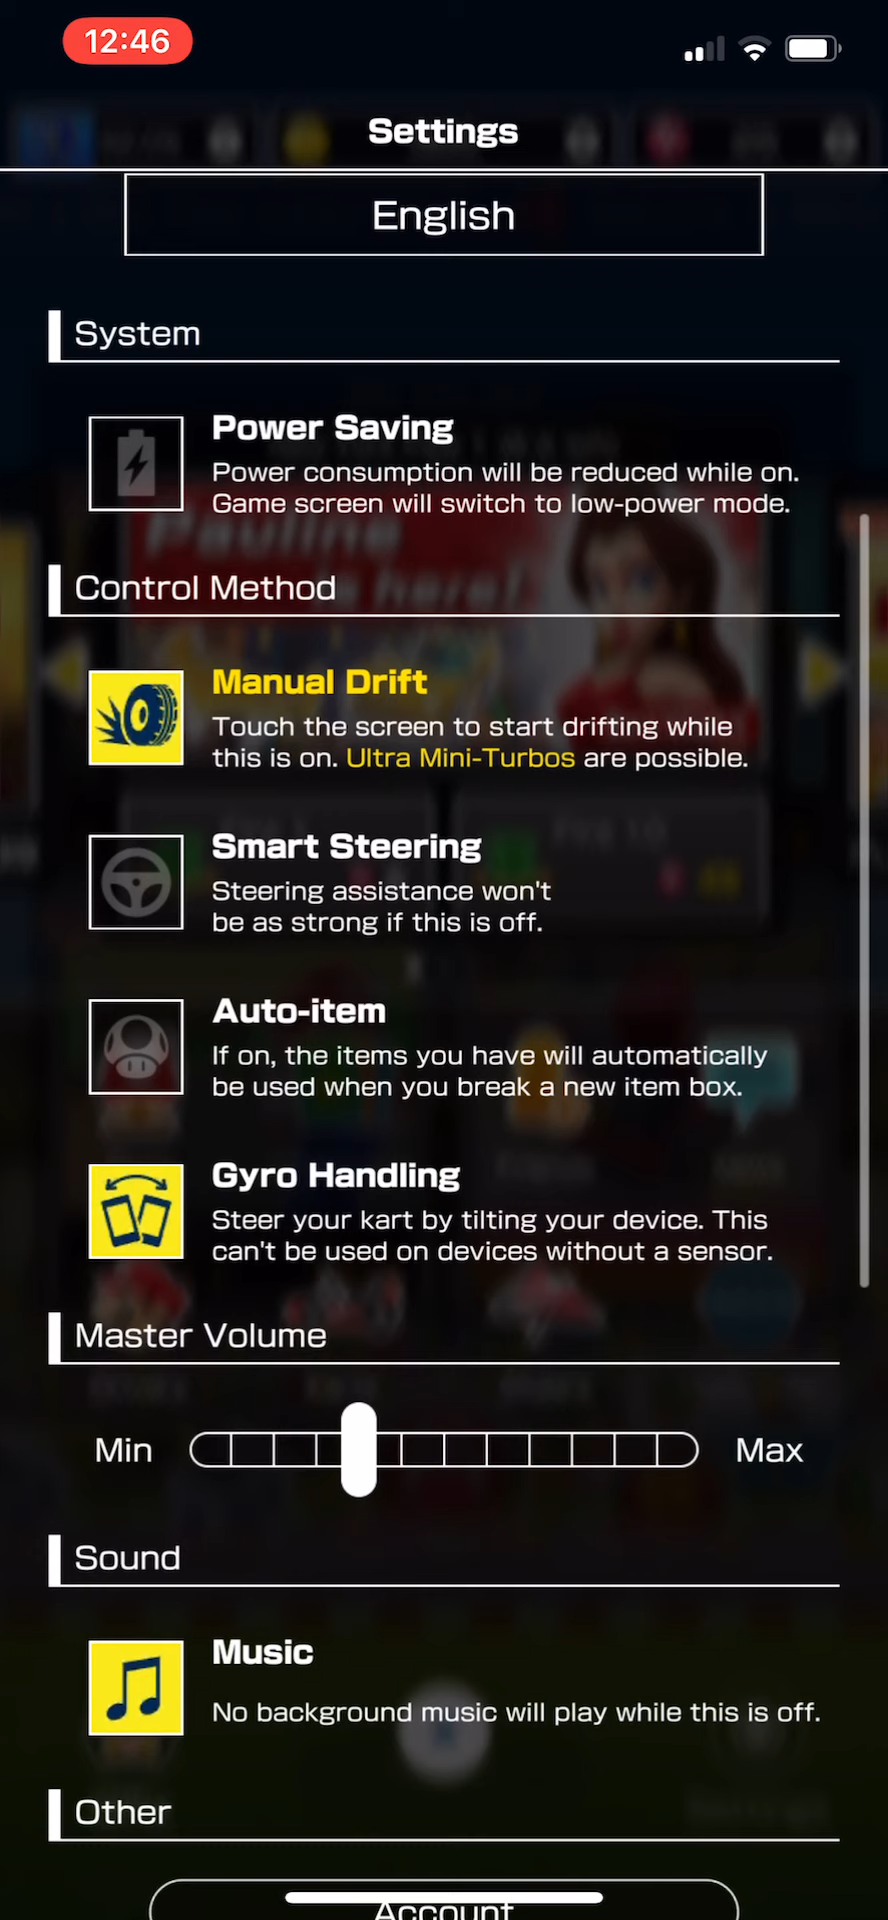 12:46
Settings
English
System
Power Saving
Power consumption will be reduced while on.
Game screen will switch to low-power mode.
Pauline
is here!
Control Method
Manual Drift
Touch the screen to start drifting while
this is on. Ultra Mini-Turbos are possible.
Smart Steering
Steering assistance won't
be as strong if this is off.
Auto-item
If on, the items you have will automatically
be used when you break a new item box.
Gyro Handling
Steer your kart by tilting your device. This
can't be used on devices without a sensor.
Master Volume
Min Max
Sound
Music
No background music will play while this is off.
Other
Account